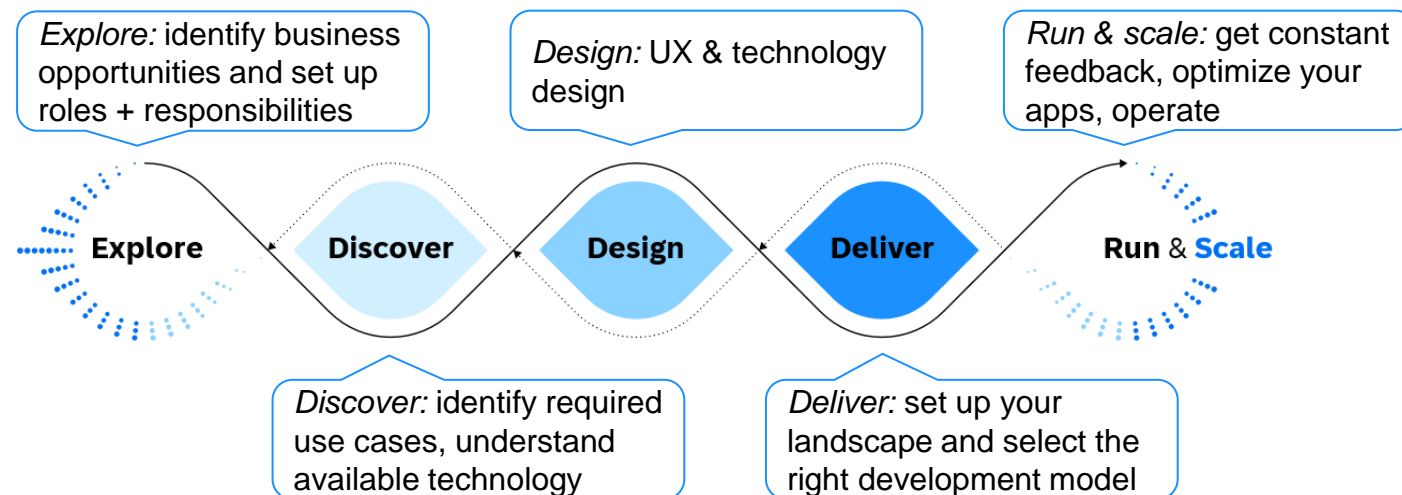 Explore: identify business
opportunities and set up
roles + responsibilities
Design: UX & technology
design
Run & scale: get constant
feedback, optimize your
apps, operate
Explore
Discover
Design
Deliver
Run & Scale
Discover: identify required
use cases, understand
available technology
Deliver: set up your
landscape and select the
right development model